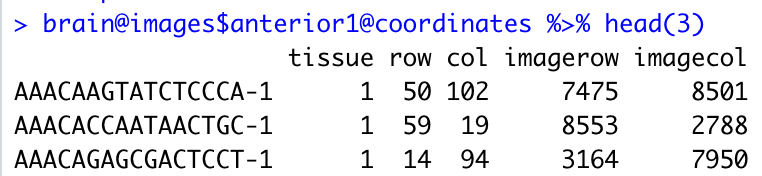 > brain@images$anterior1@coordinates %>% head(3)
tissue row col imagerow imagecol
AAACAAGTATCTCCCA-1 1 50 102 7475 8501
AAACACCAATAACTGC-1 1 59 19 8553 2788
AAACAGAGCGACTCCT-1 1 14 94 3164 7950